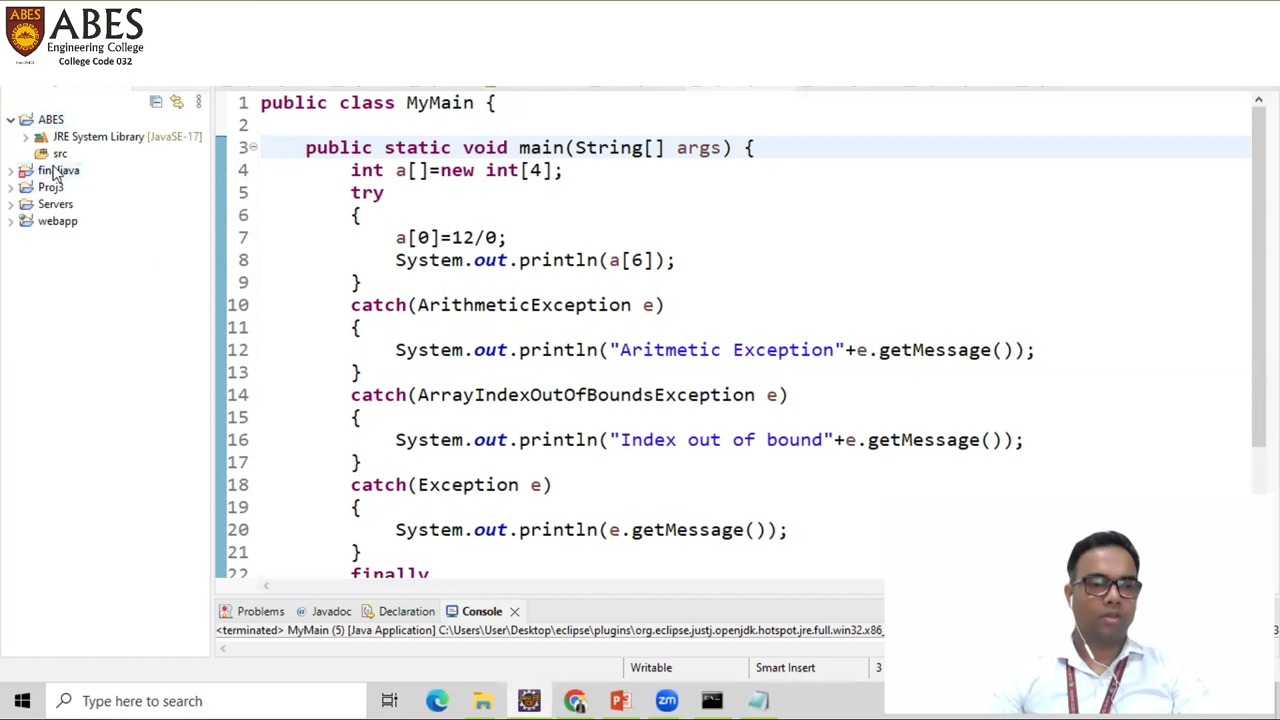 ABES
ABES
Engineering College
College Code 032
ABES
JRE System Library [JavaSE-17]
src
Proj3
Servers
webapp
1 public class MyMain {
2
3 public static void main(String[] args) {
4 int a[]=new int[4];
5 try
6 {
7 a[0]=12/0;
8 System.out.println(a[6]);
9 }
10 catch(ArithmeticException e)
11 {
12 System.out.println("Aritmetic Exception"+e.getMessage());
13 }
14 catch(ArrayIndexOutOfBoundsException e)
15 {
16 System.out.println("Index out of bound"+e.getMessage());
17 }
18 catch(Exception e)
19 {
20 System.out.println(e.getMessage());
21 }
22 finally
Problems @ Javadoc Declaration Console
<terminated> MyMain (5) [Java Application] C:\Users\User\Desktop\eclipse\plugins\org.eclipse.justj.openjdk.hotspot.jre.full.win32.x86_
Writable Smart Insert 3
Type here to search
zm